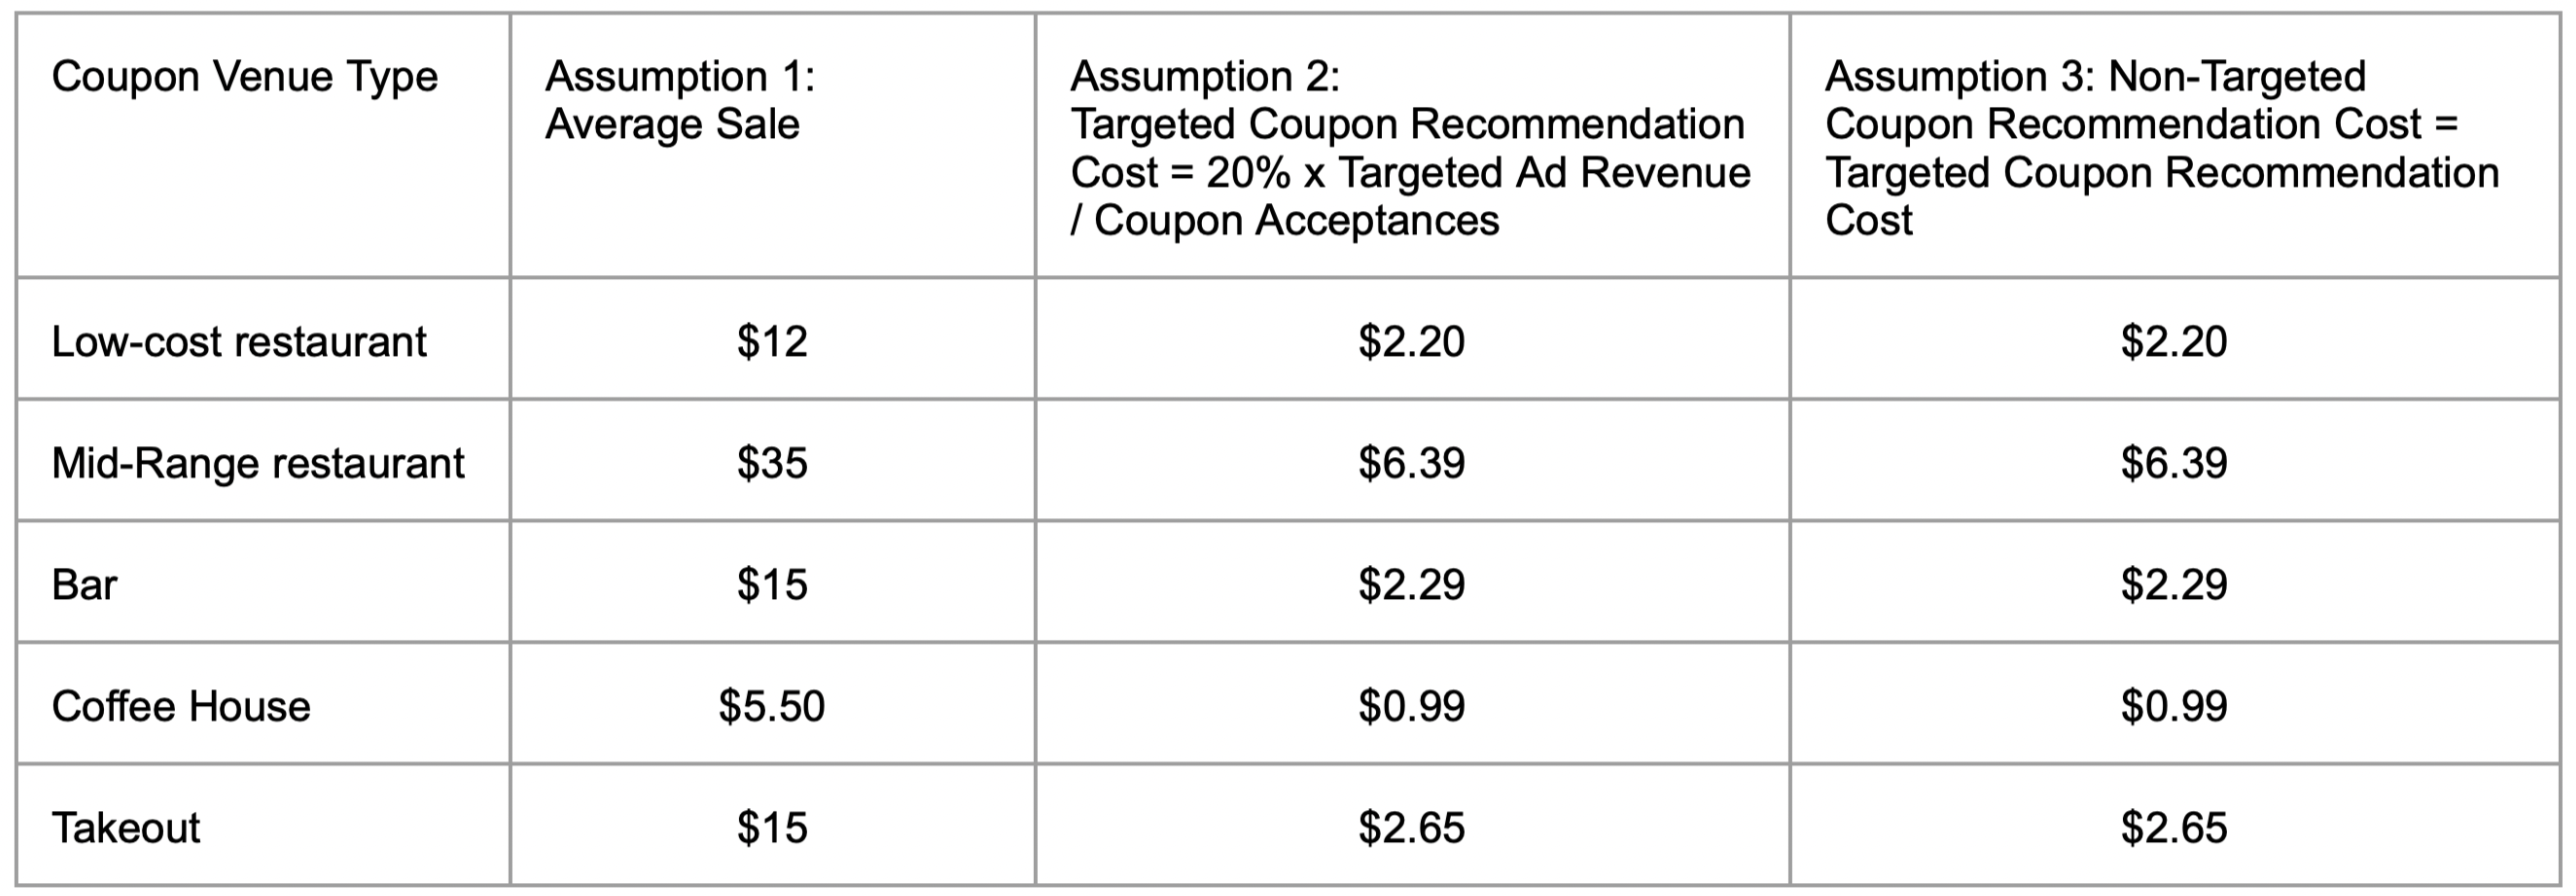 Coupon Venue Type
Assumption 1:
Average Sale
Assumption 2:
Targeted Coupon Recommendation
Cost = 20% x Targeted Ad Revenue
/ Coupon Acceptances
Assumption 3: Non-Targeted
Coupon Recommendation Cost =
Targeted Coupon Recommendation
Cost
Low-cost restaurant $12 $2.20 $2.20
Mid-Range restaurant $35 $6.39 $6.39
Bar $15 $2.29 $2.29
Coffee House $5.50 $0.99 $0.99
Takeout $15 $2.65 $2.65